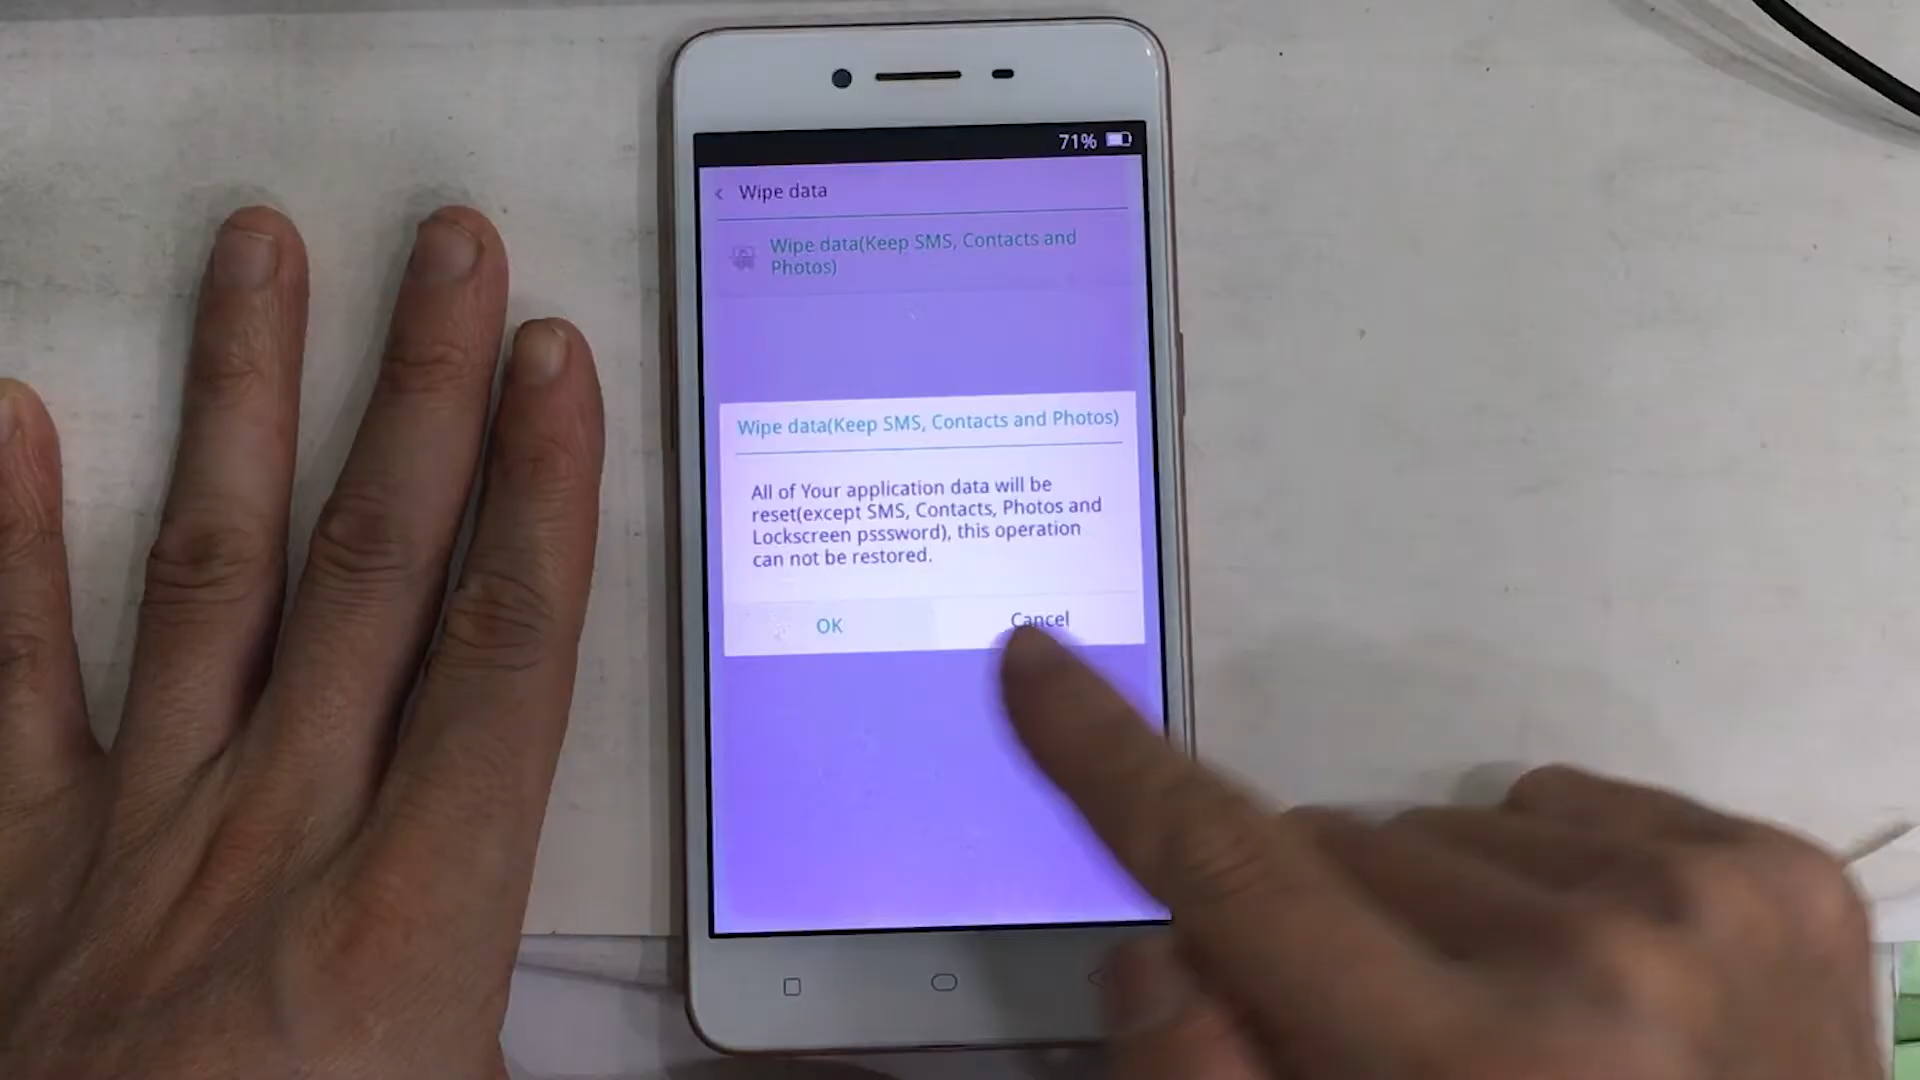 71%
Wipe data
Wipe data(Keep SMS, Contacts and
Photos)
Wipe data(Keep SMS, Contacts and Photos)
All of Your application data will be
reset(except SMS, Contacts, Photos and
Lockscreen psssword), this operation
can not be restored.
OK
Cancel